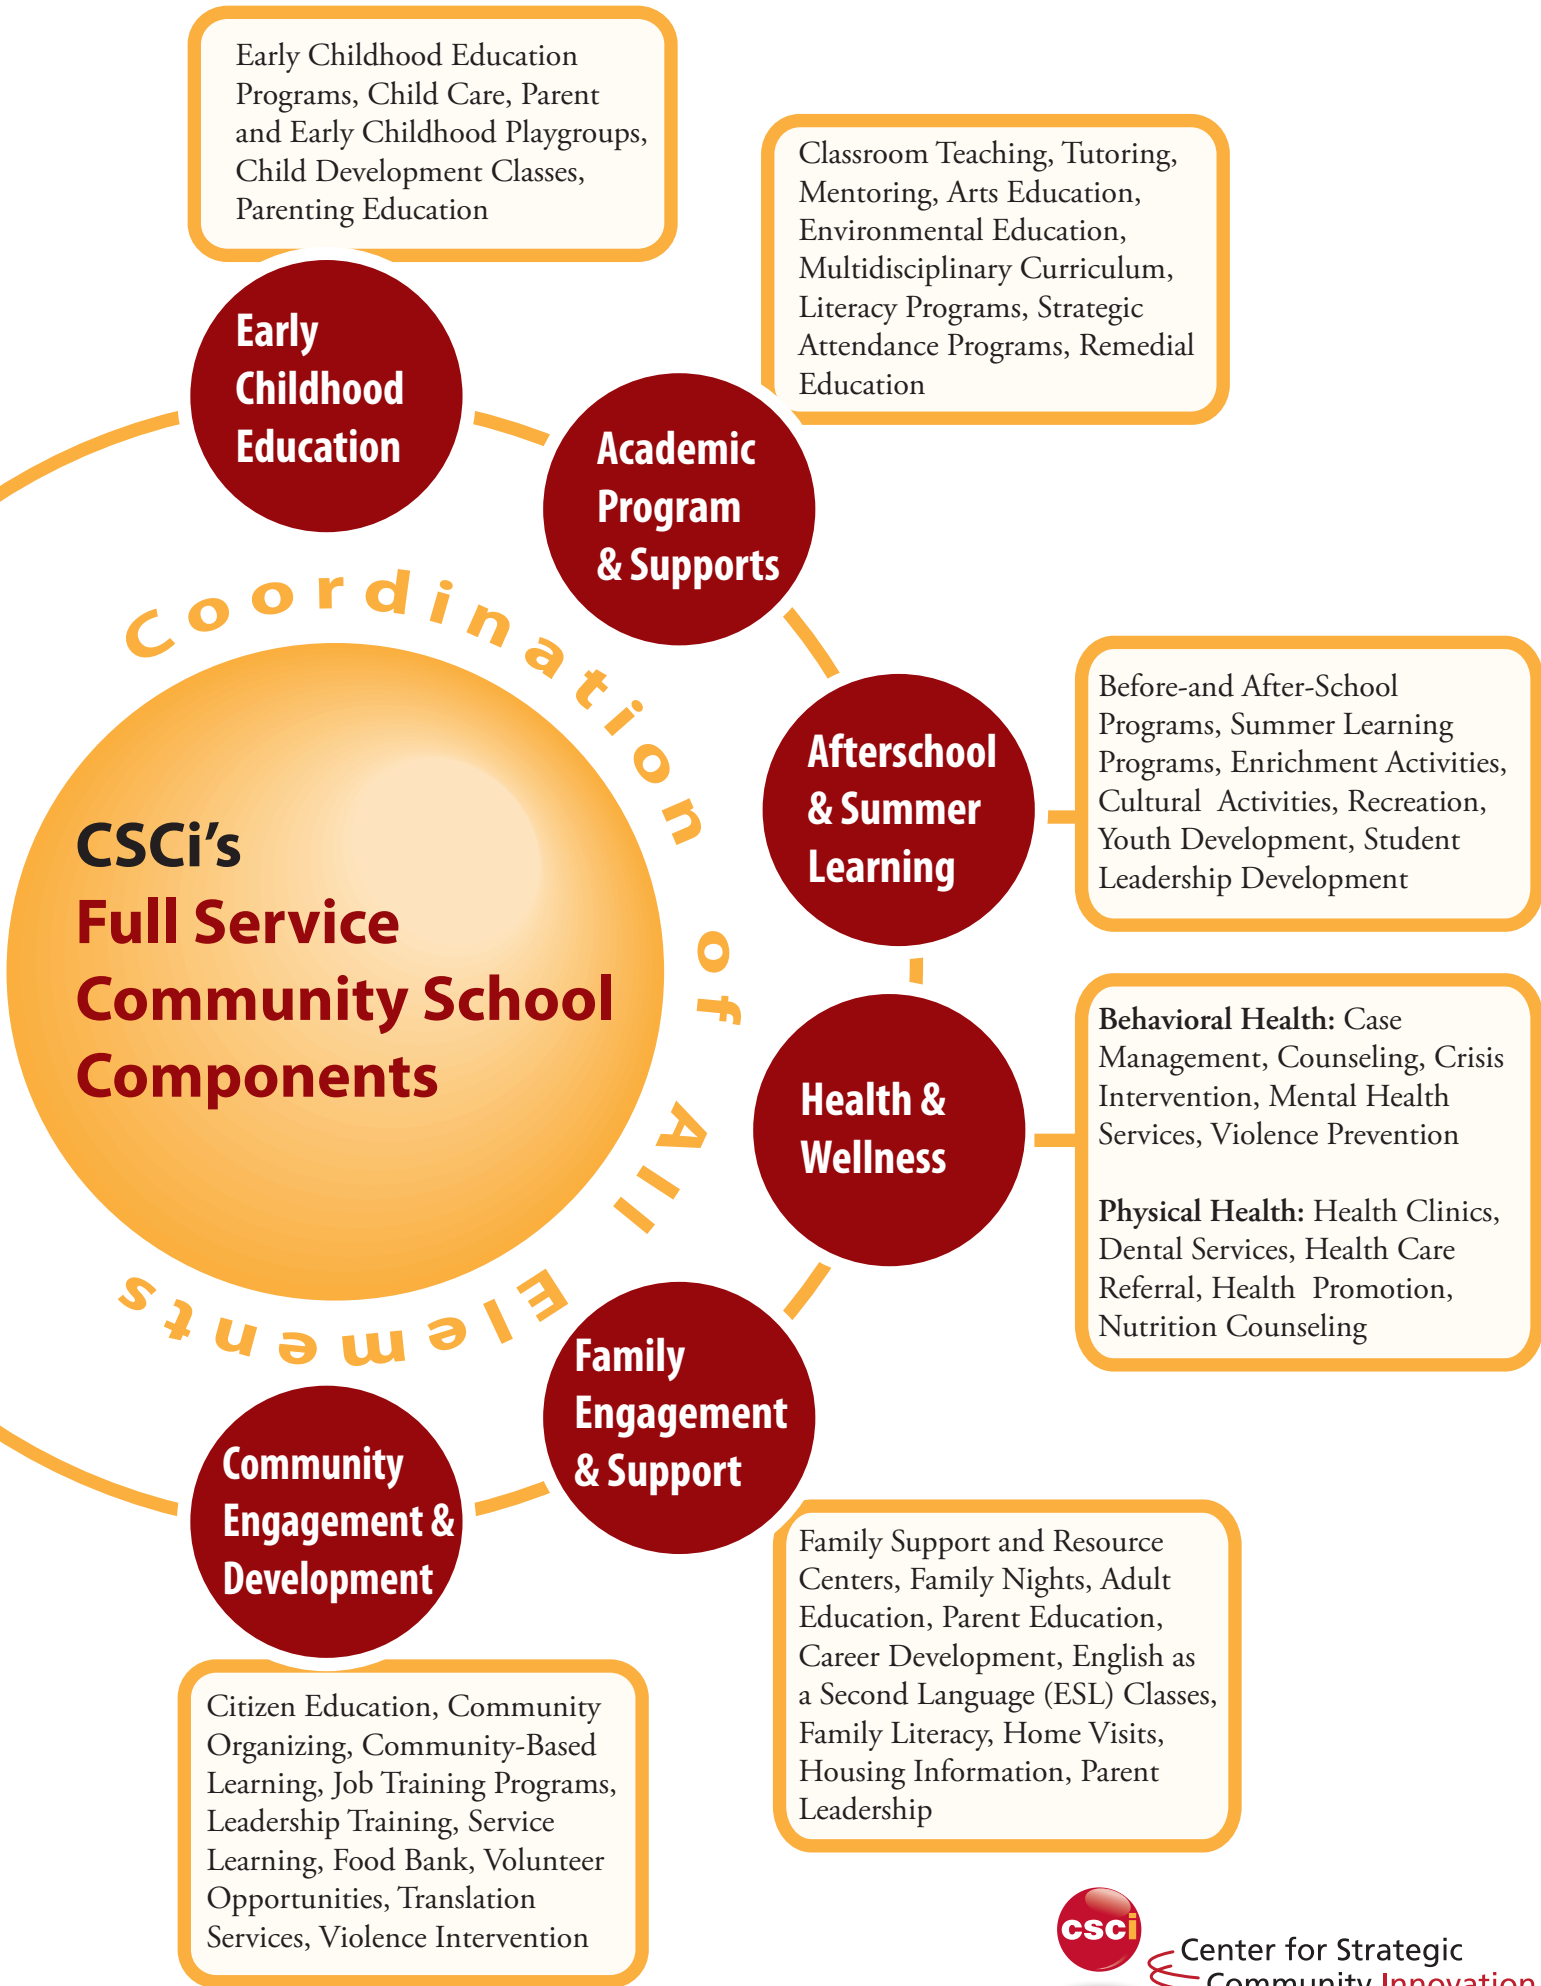 Early Childhood Education
Programs, Child Care, Parent
and Early Childhood Playgroups,
Child Development Classes,
Parenting Education
Early
Childhood
Education
Classroom Teaching, Tutoring,
Mentoring, Arts Education,
Environmental Education,
Multidisciplinary Curriculum,
Literacy Programs, Strategic
Attendance Programs, Remedial
Education
Academic
Program
& Supports
Coordination of All Elements
CSCi’s
Full Service
Community School
Components
Afterschool
& Summer
Learning
Before-and After-School
Programs, Summer Learning
Programs, Enrichment Activities,
Cultural Activities, Recreation,
Youth Development, Student
Leadership Development
Health &
Wellness
Behavioral Health: Case
Management, Counseling, Crisis
Intervention, Mental Health
Services, Violence Prevention
Physical Health: Health Clinics,
Dental Services, Health Care
Referral, Health Promotion,
Nutrition Counseling
Family
Engagement
& Support
Family Support and Resource
Centers, Family Nights, Adult
Education, Parent Education,
Career Development, English as
a Second Language (ESL) Classes,
Family Literacy, Home Visits,
Housing Information, Parent
Leadership
Community
Engagement &
Development
Citizen Education, Community
Organizing, Community-Based
Learning, Job Training Programs,
Leadership Training, Service
Learning, Food Bank, Volunteer
Opportunities, Translation
Services, Violence Intervention
csci
Center for Strategic
Community Innovation